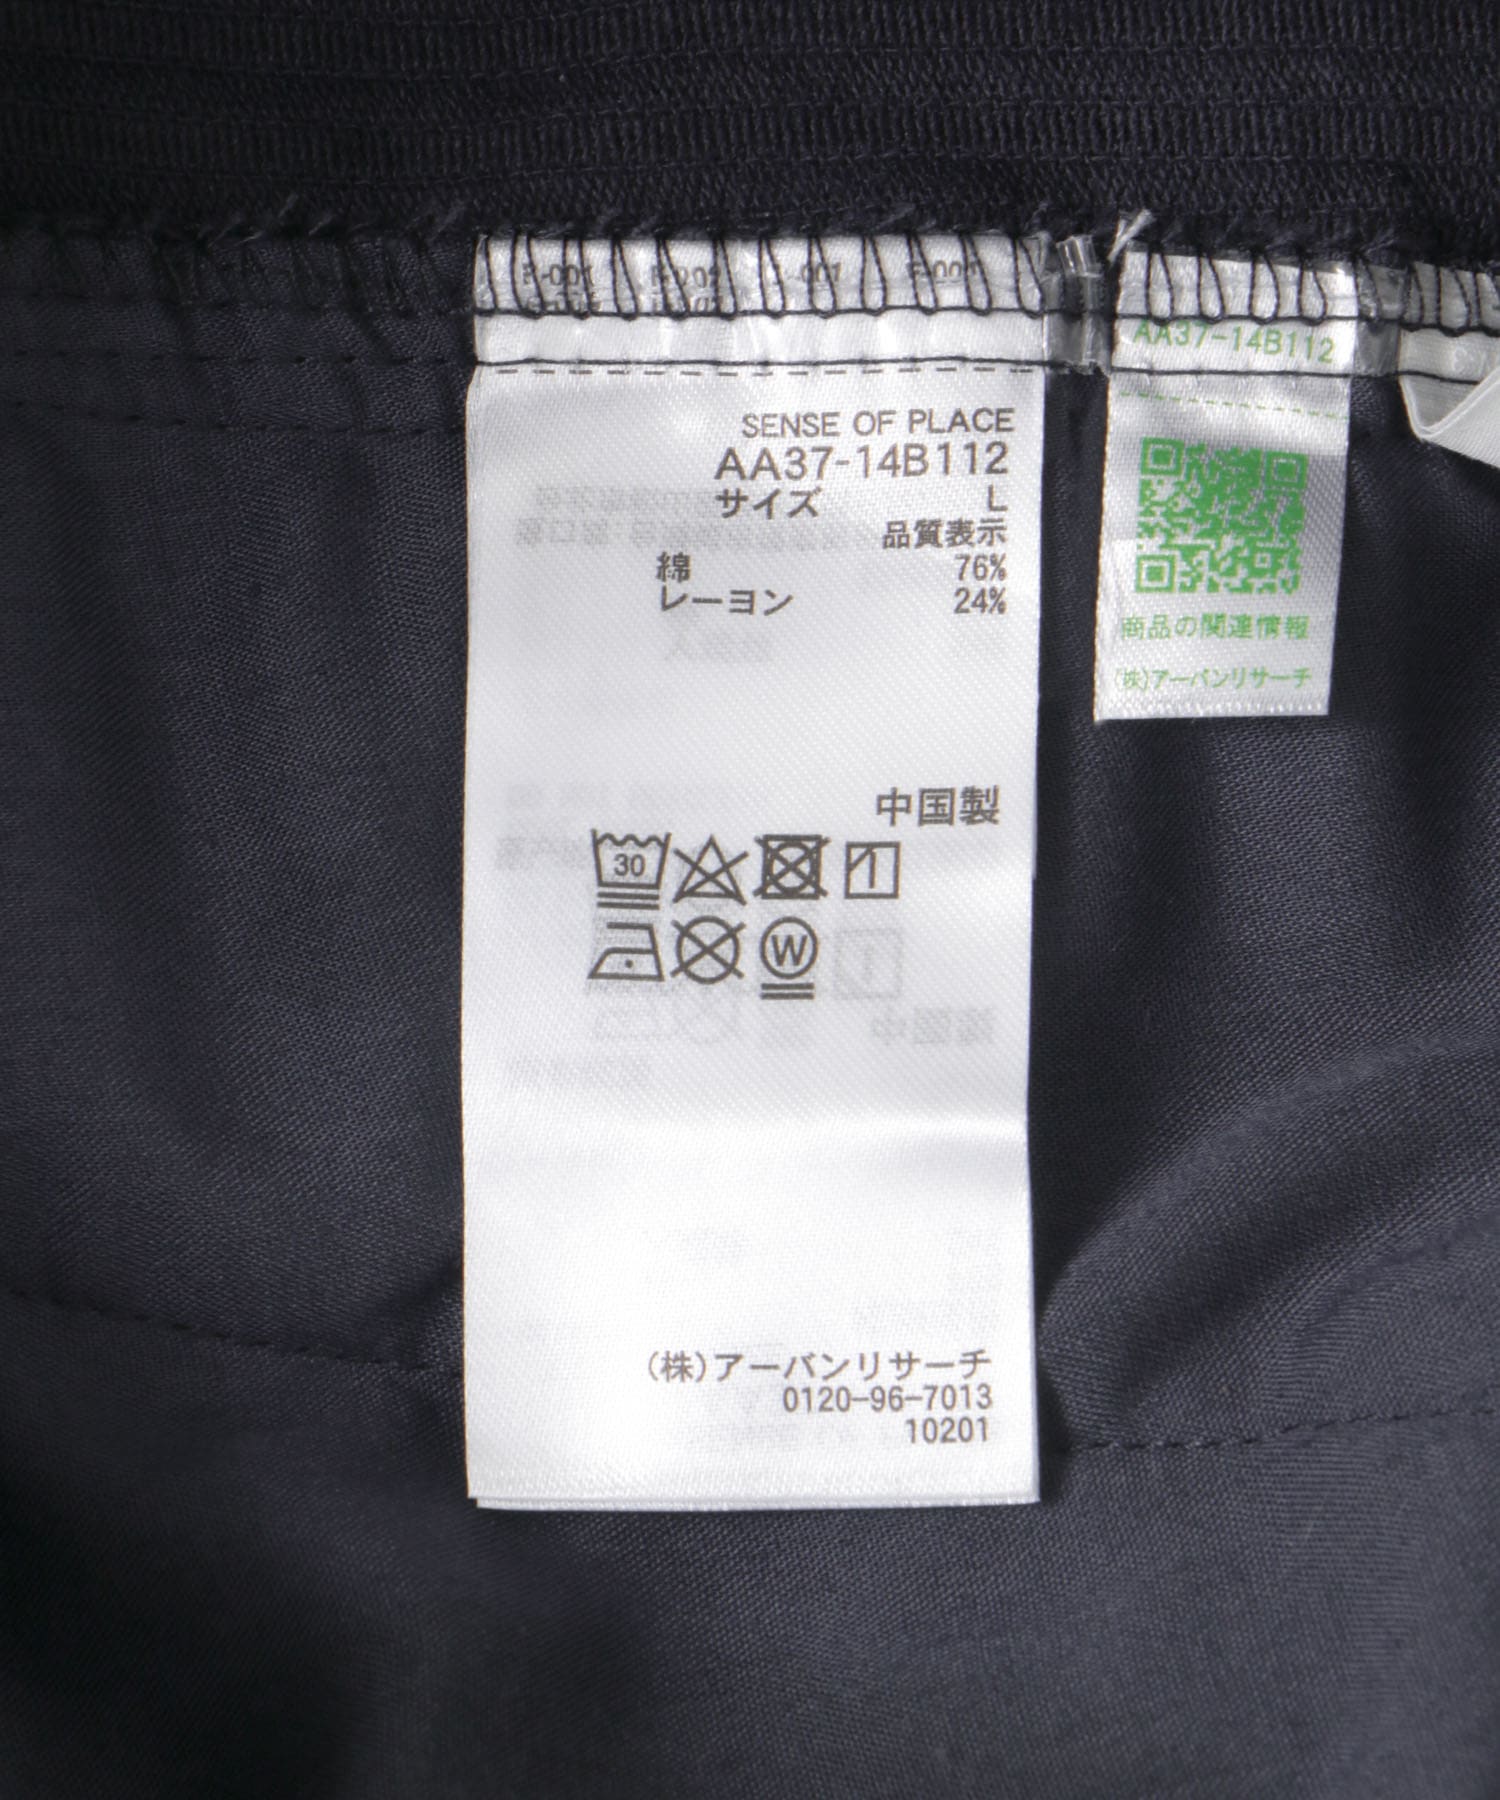 SENSE OF PLACE
AA37-14B112
サイズ L
品質表示
綿 76%
レーヨン 24%
中国製
30
W
(株)アーバンリサーチ
0120-96-7013
10201
AA37-14B112
商品の関連情報
(株)アーバンリサーチ